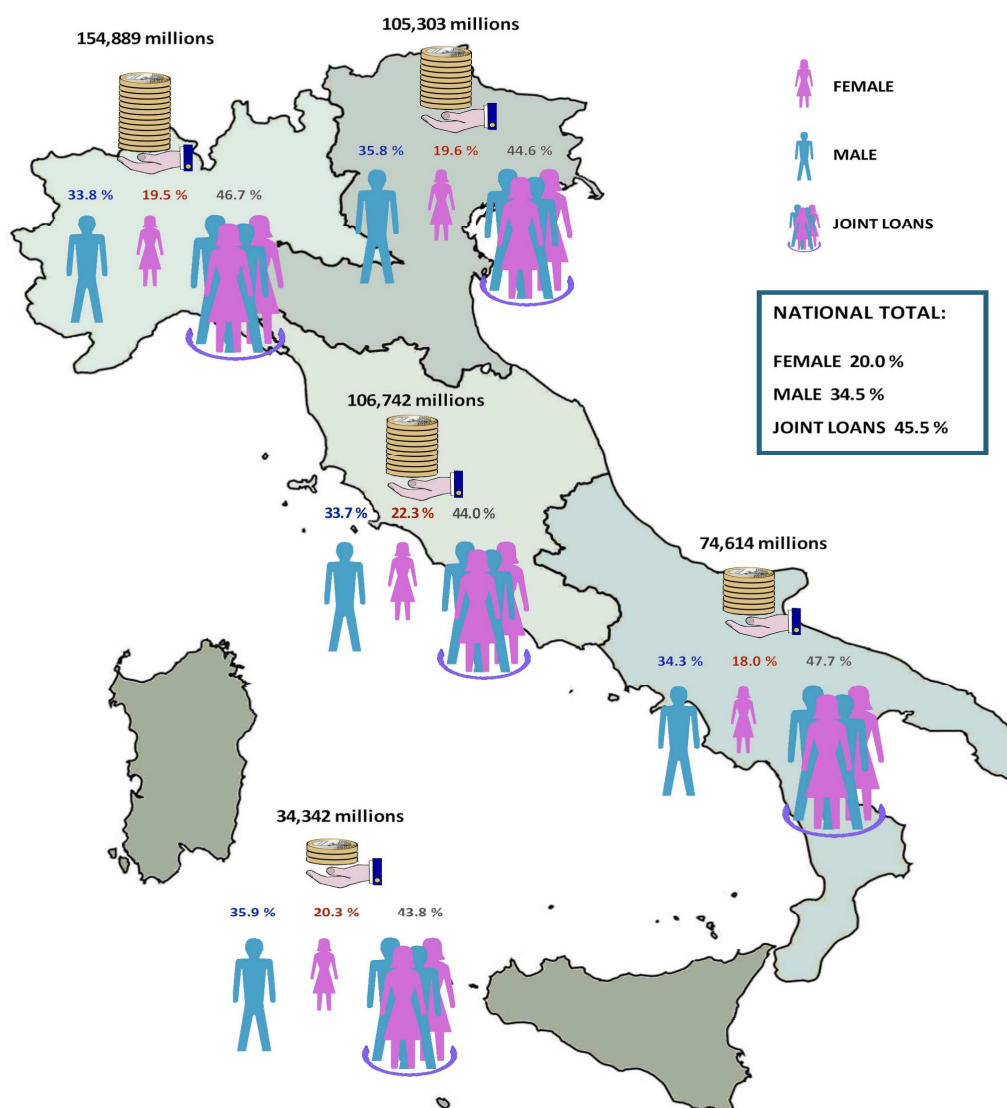 154,889 millions
33.8 % 19.5 % 46.7 %
105,303 millions
35.8 % 19.6 % 44.6 %
FEMALE
MALE
JOINT LOANS
NATIONAL TOTAL:
FEMALE 20.0 %
MALE 34.5 %
JOINT LOANS 45.5 %
106,742 millions
33.7 % 22.3 % 44.0 %
74,614 millions
34.3 % 18.0 % 47.7 %
34,342 millions
35.9 % 20.3 % 43.8 %